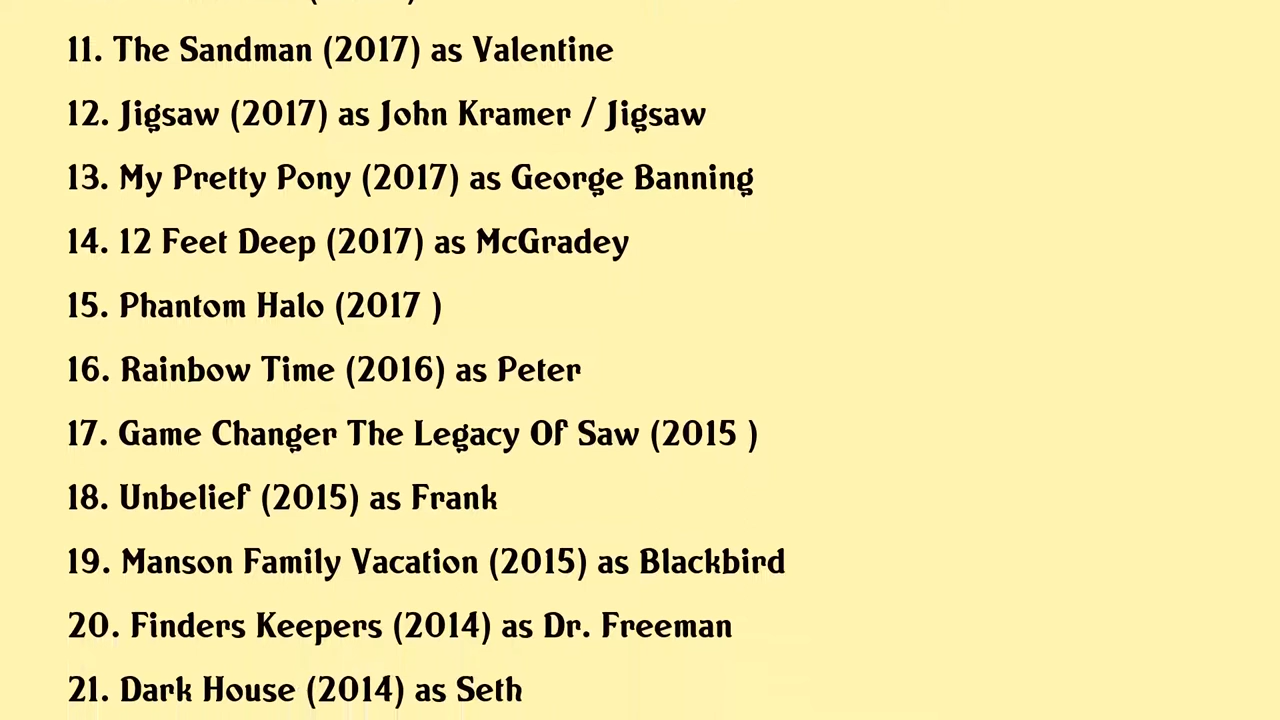 11. The Sandman (2017) as Valentine
12. Jigsaw (2017) as John Kramer / Jigsaw
13. My Pretty Pony (2017) as George Banning
14. 12 Feet Deep (2017) as McGradey
15. Phantom Halo (2017 )
16. Rainbow Time (2016) as Peter
17. Game Changer The Legacy Of Saw (2015 )
18. Unbelief (2015) as Frank
19. Manson Family Vacation (2015) as Blackbird
20. Finders Keepers (2014) as Dr. Freeman
21. Dark House (2014) as Seth